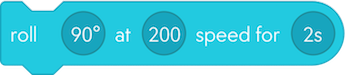 roll 90° at 200 speed for 2s